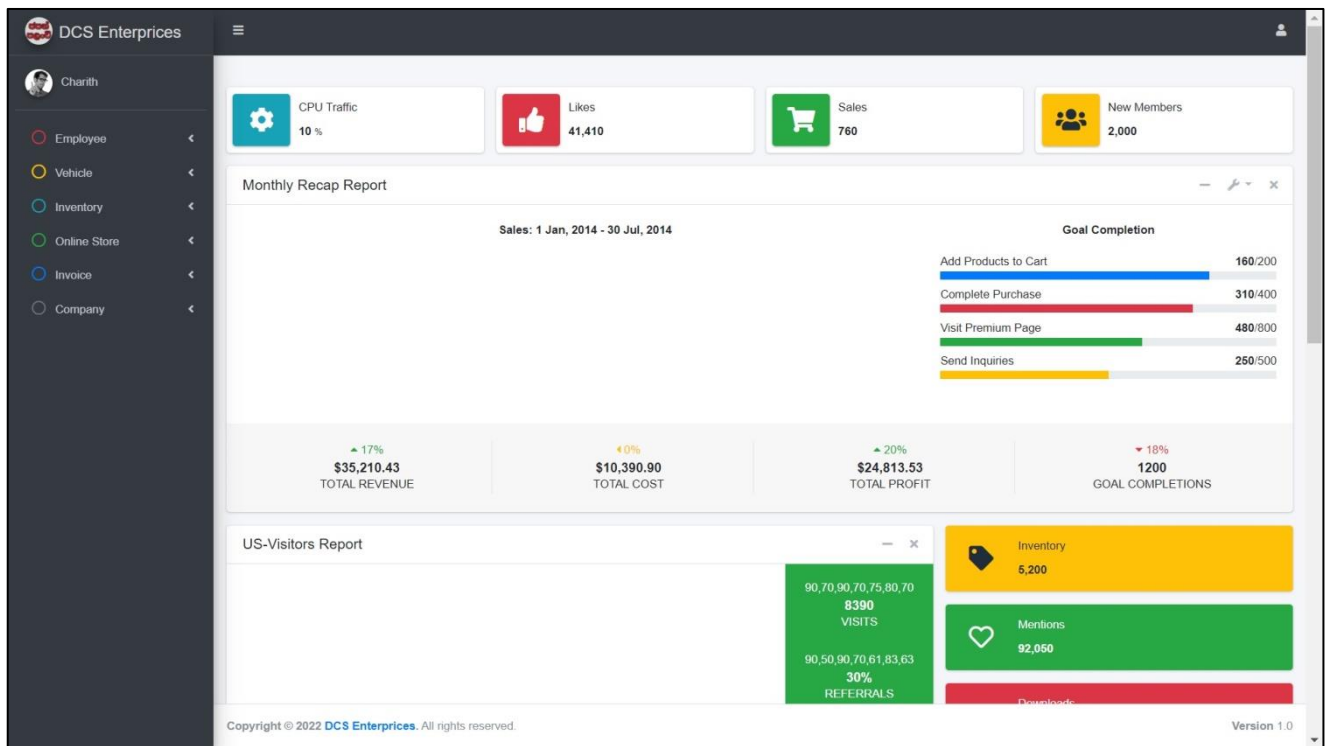 DCS Enterprices
Charith
Employee
Vehicle
Inventory
Online Store
Invoice
Company
CPU Traffic
10 %
Likes
41,410
Sales
760
New Members
2,000
Monthly Recap Report
Sales: 1 Jan, 2014 - 30 Jul, 2014
Goal Completion
Add Products to Cart 160/200
Complete Purchase 310/400
Visit Premium Page 480/800
Send Inquiries 250/500
17%
$35,210.43
TOTAL REVENUE
0%
$10,390.90
TOTAL COST
20%
$24,813.53
TOTAL PROFIT
18%
1200
GOAL COMPLETIONS
US-Visitors Report
90,70,90,70,75,80,70
8390
VISITS
90,50,90,70,61,83,63
30%
REFERRALS
Inventory
5,200
Mentions
92,050
Downloads
Copyright © 2022 DCS Enterprices. All rights reserved.
Version 1.0